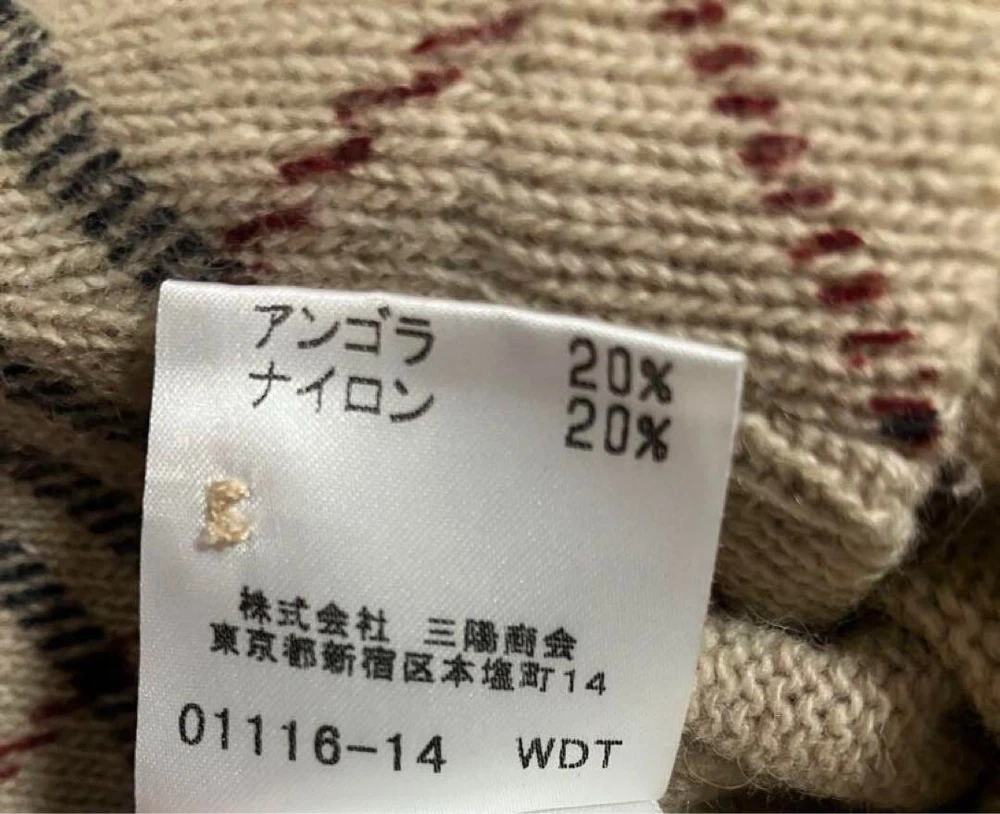 アンゴラ 20%
ナイロン 20%
株式会社 三陽商会
東京都新宿区本塩町14
01116-14 WDT